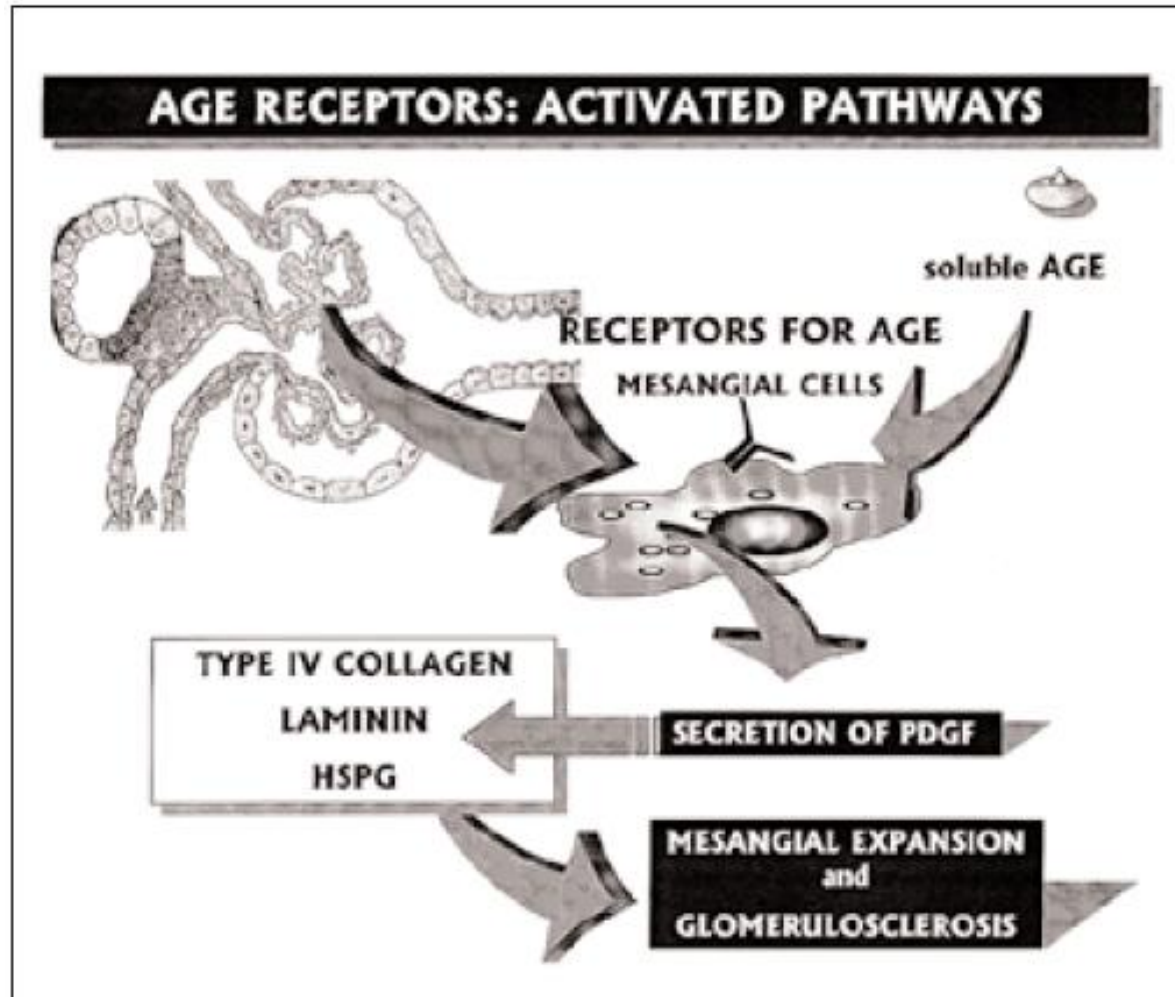 AGE RECEPTORS: ACTIVATED PATHWAYS
soluble AGE
RECEPTORS FOR AGE
MESANGIAL CELLS
TYPE IV COLLAGEN
LAMININ
HSPG
SECRETION OF PDGF
MESANGIAL EXPANSION
and
GLOMERULOSCLEROSIS